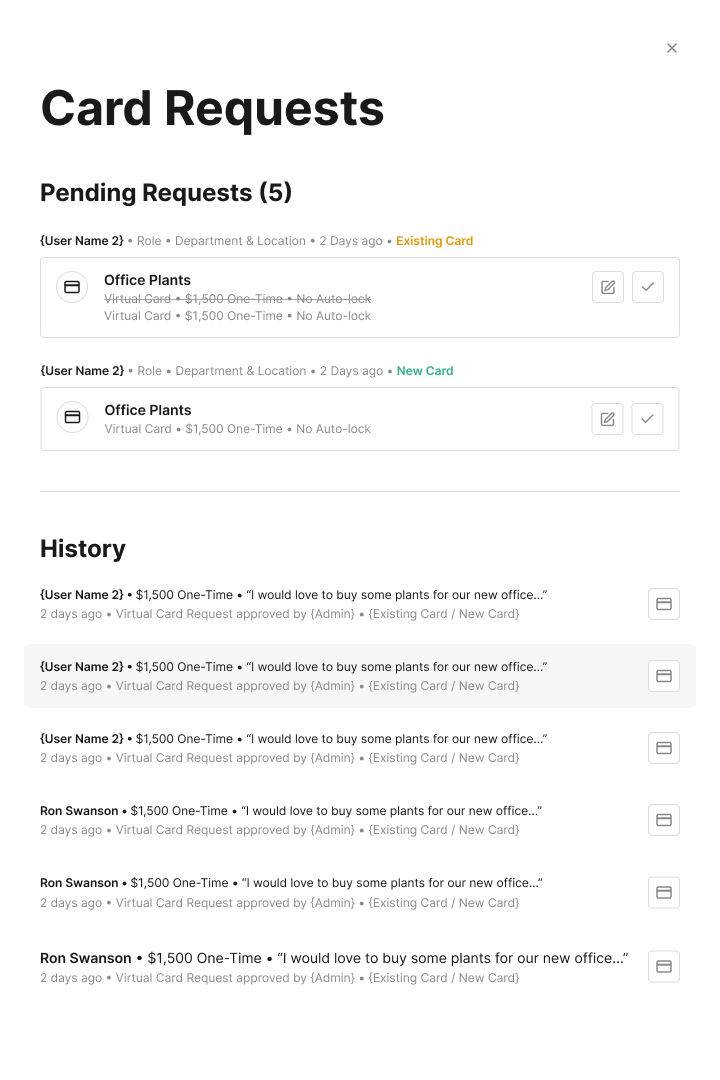 Card Requests
Pending Requests (5)
{User Name 2} • Role • Department & Location • 2 Days ago • Existing Card
Office Plants
Virtual Card • $1,500 One-Time • No Auto-lock
Virtual Card • $1,500 One-Time • No Auto-lock
{User Name 2} • Role • Department & Location • 2 Days ago • New Card
Office Plants
Virtual Card • $1,500 One-Time • No Auto-lock
History
{User Name 2} • $1,500 One-Time • “I would love to buy some plants for our new office...”
2 days ago • Virtual Card Request approved by {Admin} • {Existing Card / New Card}
{User Name 2} • $1,500 One-Time • “I would love to buy some plants for our new office...”
2 days ago • Virtual Card Request approved by {Admin} • {Existing Card / New Card}
{User Name 2} • $1,500 One-Time • “I would love to buy some plants for our new office...”
2 days ago • Virtual Card Request approved by {Admin} • {Existing Card / New Card}
Ron Swanson • $1,500 One-Time • “I would love to buy some plants for our new office...”
2 days ago • Virtual Card Request approved by {Admin} • {Existing Card / New Card}
Ron Swanson • $1,500 One-Time • “I would love to buy some plants for our new office...”
2 days ago • Virtual Card Request approved by {Admin} • {Existing Card / New Card}
Ron Swanson • $1,500 One-Time • “I would love to buy some plants for our new office...”
2 days ago • Virtual Card Request approved by {Admin} • {Existing Card / New Card}